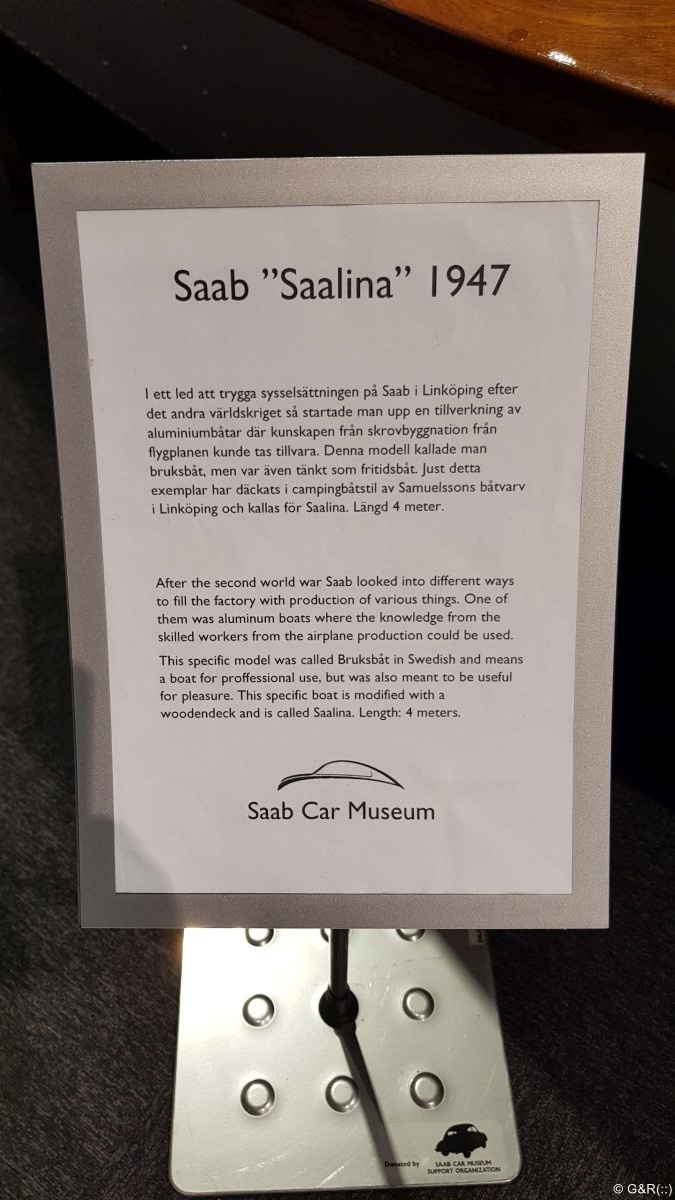 Saab ”Saalina” 1947
I ett led att trygga sysselsättningen på Saab i Linköping efter
det andra världskriget så startade man upp en tillverkning av
aluminiumbåtar där kunskapen från skrovbyggnation från
flygplanen kunde tas tillvara. Denna modell kallade man
bruksbåt, men var även tänkt som fritidsbåt. Just detta
exemplar har däckats i campingbåtstil av Samuelssons båtvarv
i Linköping och kallas för Saalina. Längd 4 meter.
After the second world war Saab looked into different ways
to fill the factory with production of various things. One of
them was aluminum boats where the knowledge from the
skilled workers from the airplane production could be used.
This specific model was called Bruksbåt in Swedish and means
a boat for proffessional use, but was also meant to be useful
for pleasure. This specific boat is modified with a
woodendeck and is called Saalina. Length: 4 meters.
Saab Car Museum
Donated by
SAAB CAR MUSEUM
SUPPORT ORGANIZATION
© G&R(::)